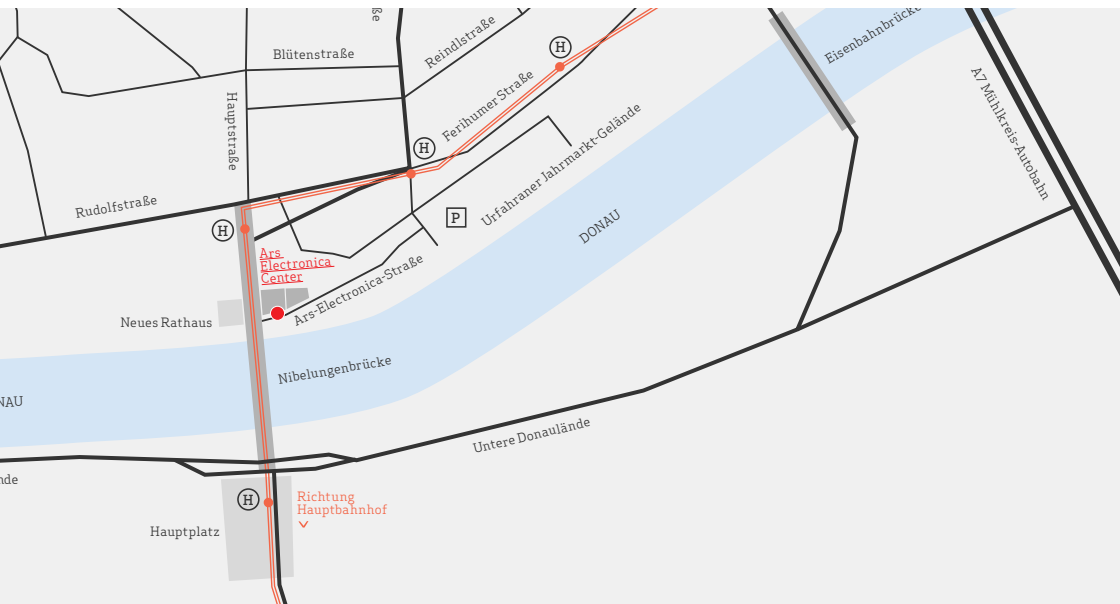 ße
Blütenstraße
Reindlstraße
H
Eisenbahnbrücke
Hauptstraße
Ferihumer Straße
A7 Mühlkreis-Autobahn
H
Urfahraner Jahrmarkt-Gelände
Rudolfstraße
P
H
DONAU
Ars
Electronica
Center
Ars-Electronica-Straße
Neues Rathaus
Nibelungenbrücke
NAU
Untere Donaulände
nde
H
Richtung
Hauptbahnhof
Hauptplatz